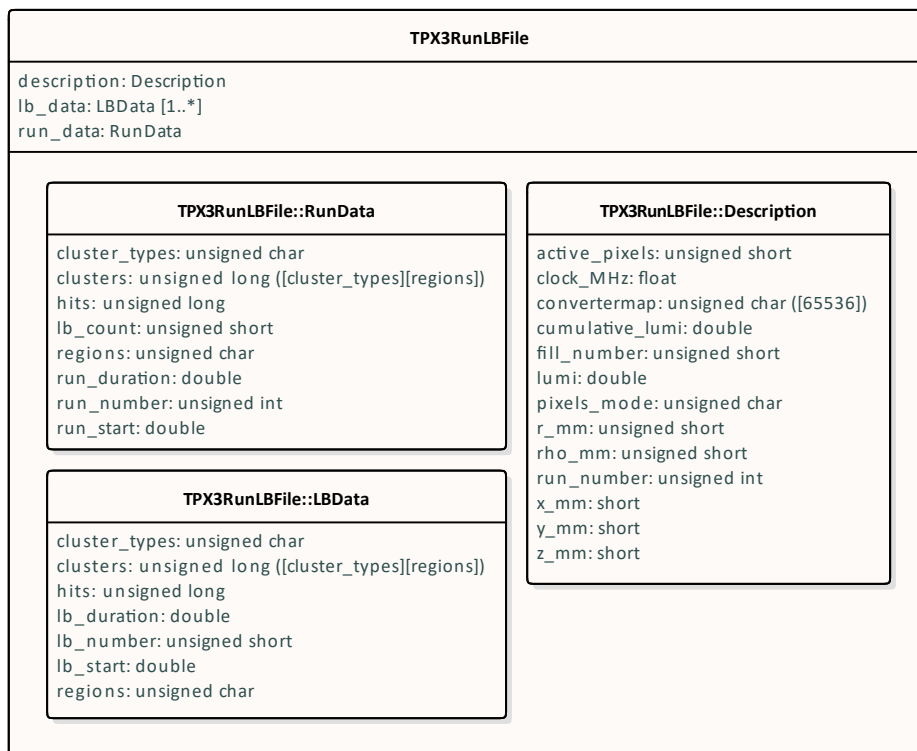 TPX3RunLBFile
description: Description
lb_data: LBData [1..*]
run_data: RunData
TPX3RunLBFile::RunData
cluster_types: unsigned char
clusters: unsigned long ([cluster_types][regions])
hits: unsigned long
lb_count: unsigned short
regions: unsigned char
run_duration: double
run_number: unsigned int
run_start: double
TPX3RunLBFile::LBData
cluster_types: unsigned char
clusters: unsigned long ([cluster_types][regions])
hits: unsigned long
lb_duration: double
lb_number: unsigned short
lb_start: double
regions: unsigned char
TPX3RunLBFile::Description
active_pixels: unsigned short
clock_MHz: float
convertermap: unsigned char ([65536])
cumulative_lumi: double
fill_number: unsigned short
lumi: double
pixels_mode: unsigned char
r_mm: unsigned short
rho_mm: unsigned short
run_number: unsigned int
x_mm: short
y_mm: short
z_mm: short